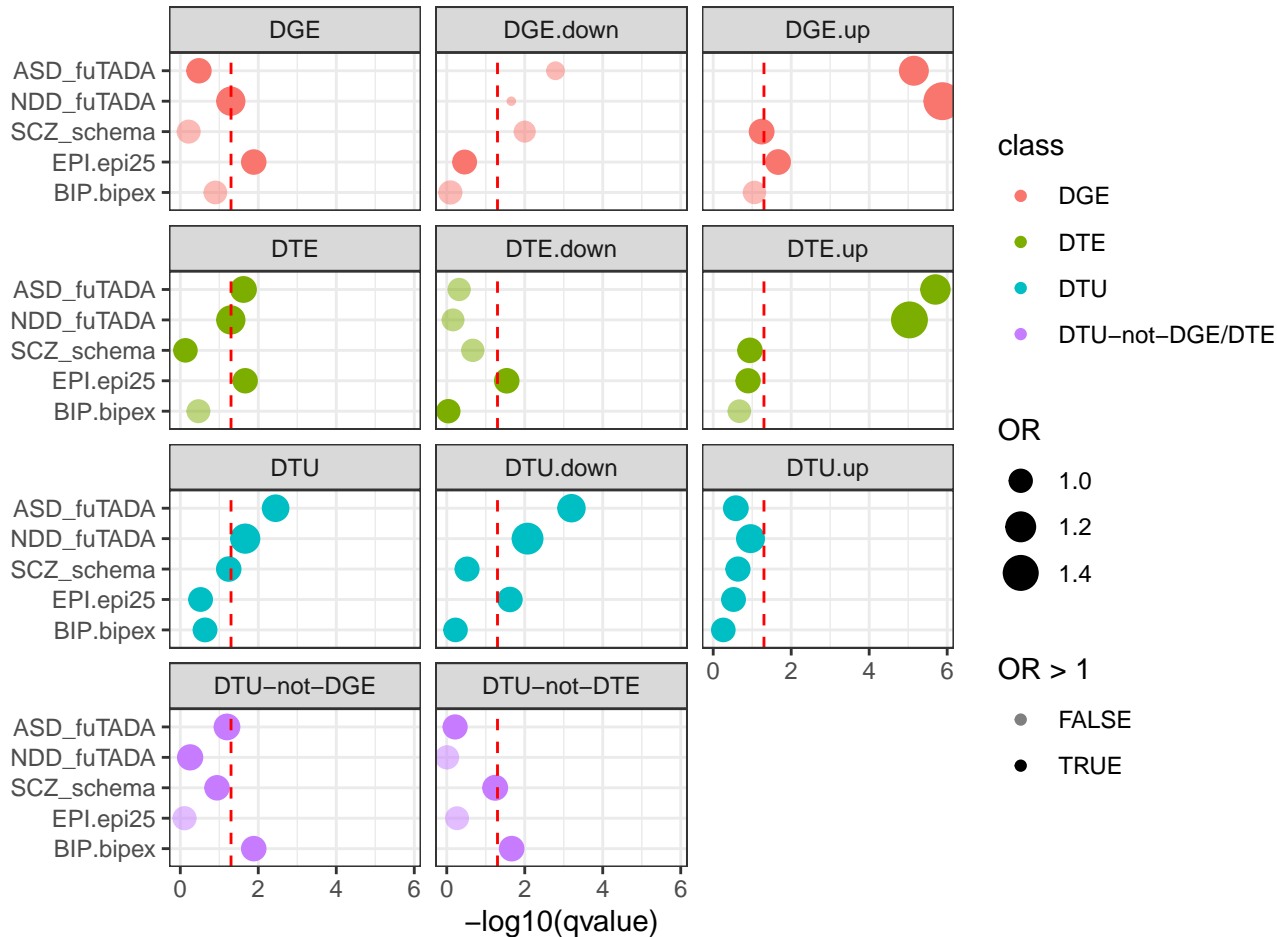 DGE
DGE.down
DGE.up
ASD_fuTADA
NDD_fuTADA
SCZ_schema
EPI.epi25
BIP.bipex
DTE
DTE.down
DTE.up
ASD_fuTADA
NDD_fuTADA
SCZ_schema
EPI.epi25
BIP.bipex
DTU
DTU.down
DTU.up
ASD_fuTADA
NDD_fuTADA
SCZ_schema
EPI.epi25
BIP.bipex
0 2 4 6
DTU−not−DGE
DTU−not−DTE
ASD_fuTADA
NDD_fuTADA
SCZ_schema
EPI.epi25
BIP.bipex
0 2 4 6
0 2 4 6
−log10(qvalue)
class
DGE
DTE
DTU
DTU−not−DGE/DTE
OR
1.0
1.2
1.4
OR > 1
FALSE
TRUE